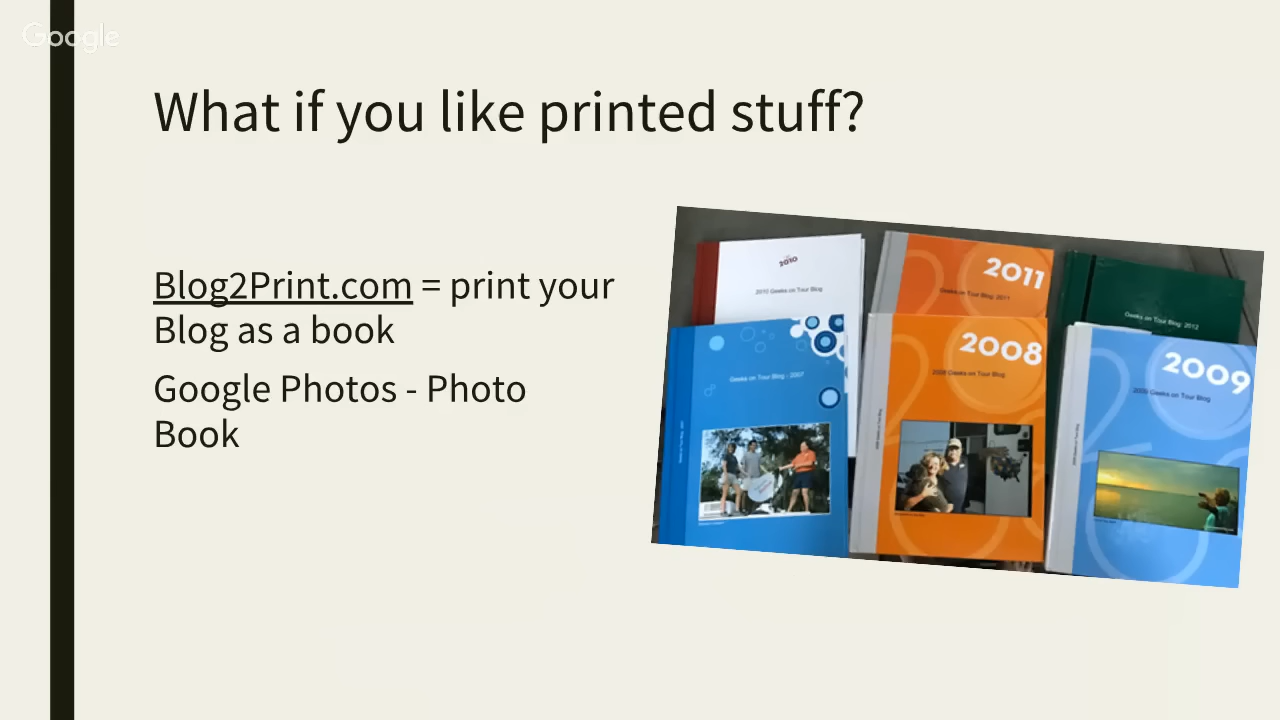 Google
What if you like printed stuff?
Blog2Print.com = print your
Blog as a book
Google Photos - Photo
Book
2010
2010 Geeks on Tour Blog
2011
Geeks on Tour Blog: 2011
Geeks on Tour Blog: 2012
Geeks on Tour Blog - 2007
2008
2008 Geeks on Tour Blog
2009
2009 Geeks on Tour Blog